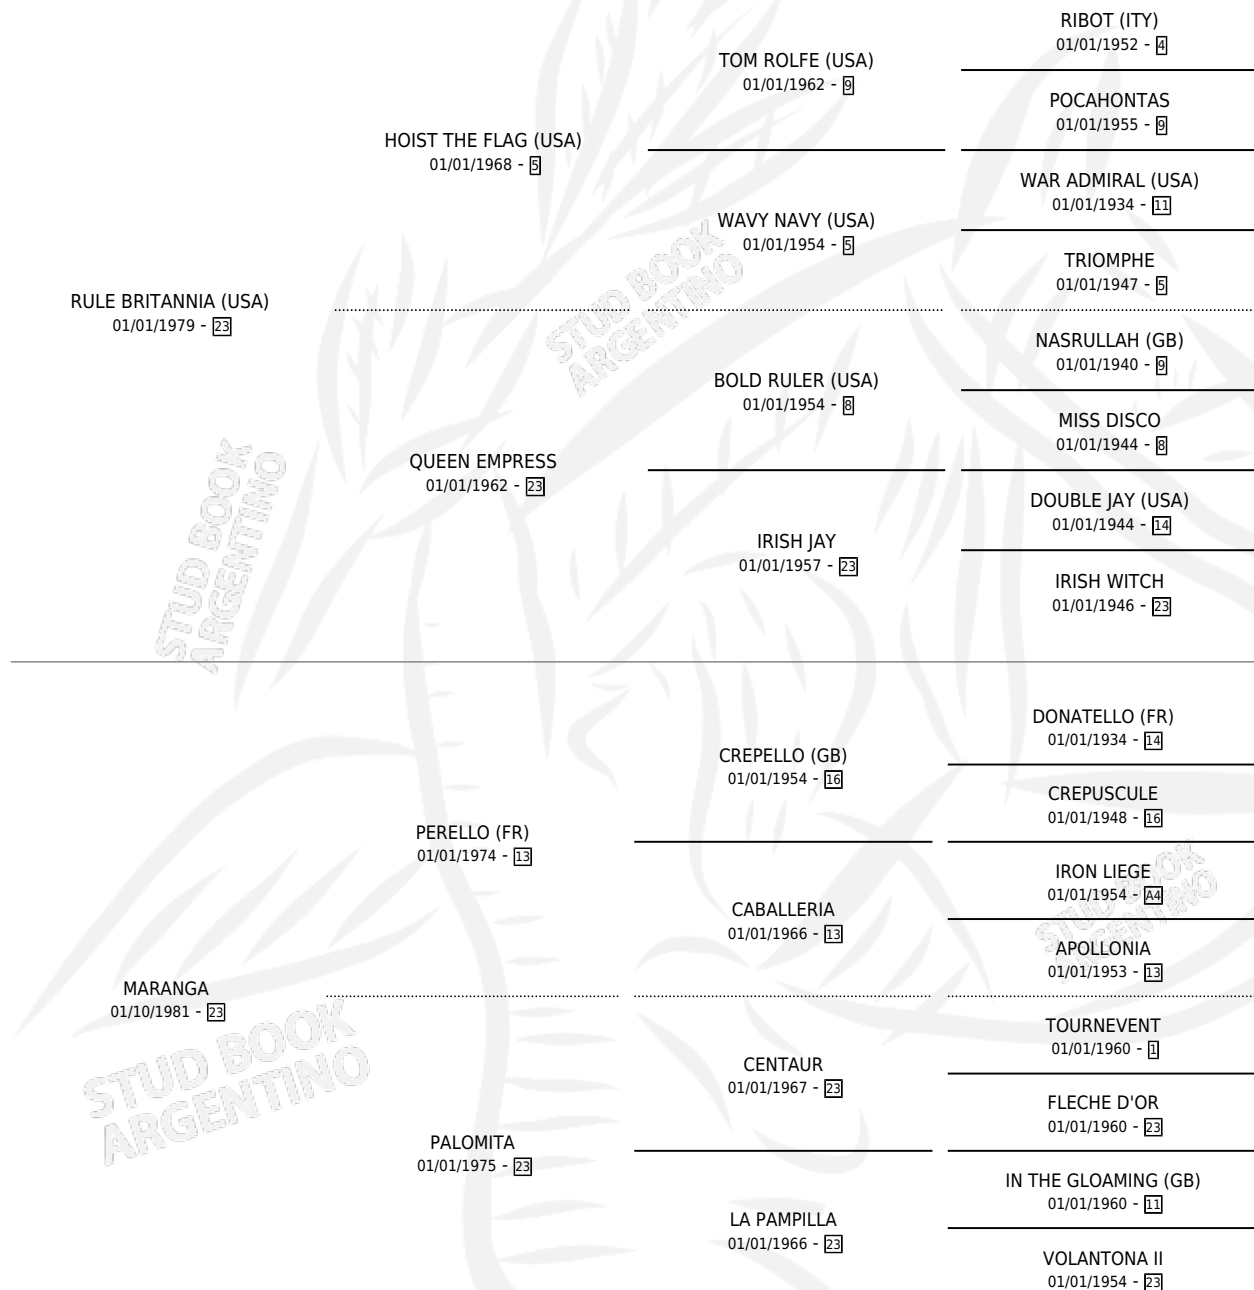 RIBOT (ITY)
01/01/1952 - 4
TOM ROLFE (USA)
01/01/1962 - 9
POCAHONTAS
01/01/1955 - 9
HOIST THE FLAG (USA)
01/01/1968 - 5
WAR ADMIRAL (USA)
01/01/1934 - 11
WAVY NAVY (USA)
01/01/1954 - 5
TRIOMPHE
01/01/1947 - 5
STUD BOOK
ARGENTINO
RULE BRITANNIA (USA)
01/01/1979 - 23
NASRULLAH (GB)
01/01/1940 - 9
BOLD RULER (USA)
01/01/1954 - 8
MISS DISCO
01/01/1944 - 8
QUEEN EMPRESS
01/01/1962 - 23
DOUBLE JAY (USA)
01/01/1944 - 14
IRISH JAY
01/01/1957 - 23
IRISH WITCH
01/01/1946 - 23
STUD BOOK
ARGENTINO
DONATELLO (FR)
01/01/1934 - 14
CREPELLO (GB)
01/01/1954 - 16
CREPUSCULE
01/01/1948 - 16
PERELLO (FR)
01/01/1974 - 13
IRON LIEGE
01/01/1954 - A4
CABALLERIA
01/01/1966 - 13
APOLLONIA
01/01/1953 - 13
STUD BOOK
ARGENTINO
MARANGA
01/10/1981 - 23
TOURNEVENT
01/01/1960 - 1
CENTAUR
01/01/1967 - 23
FLECHE D'OR
01/01/1960 - 23
STUD BOOK
ARGENTINO
PALOMITA
01/01/1975 - 23
IN THE GLOAMING (GB)
01/01/1960 - 11
LA PAMPILLA
01/01/1966 - 23
VOLANTONA II
01/01/1954 - 23